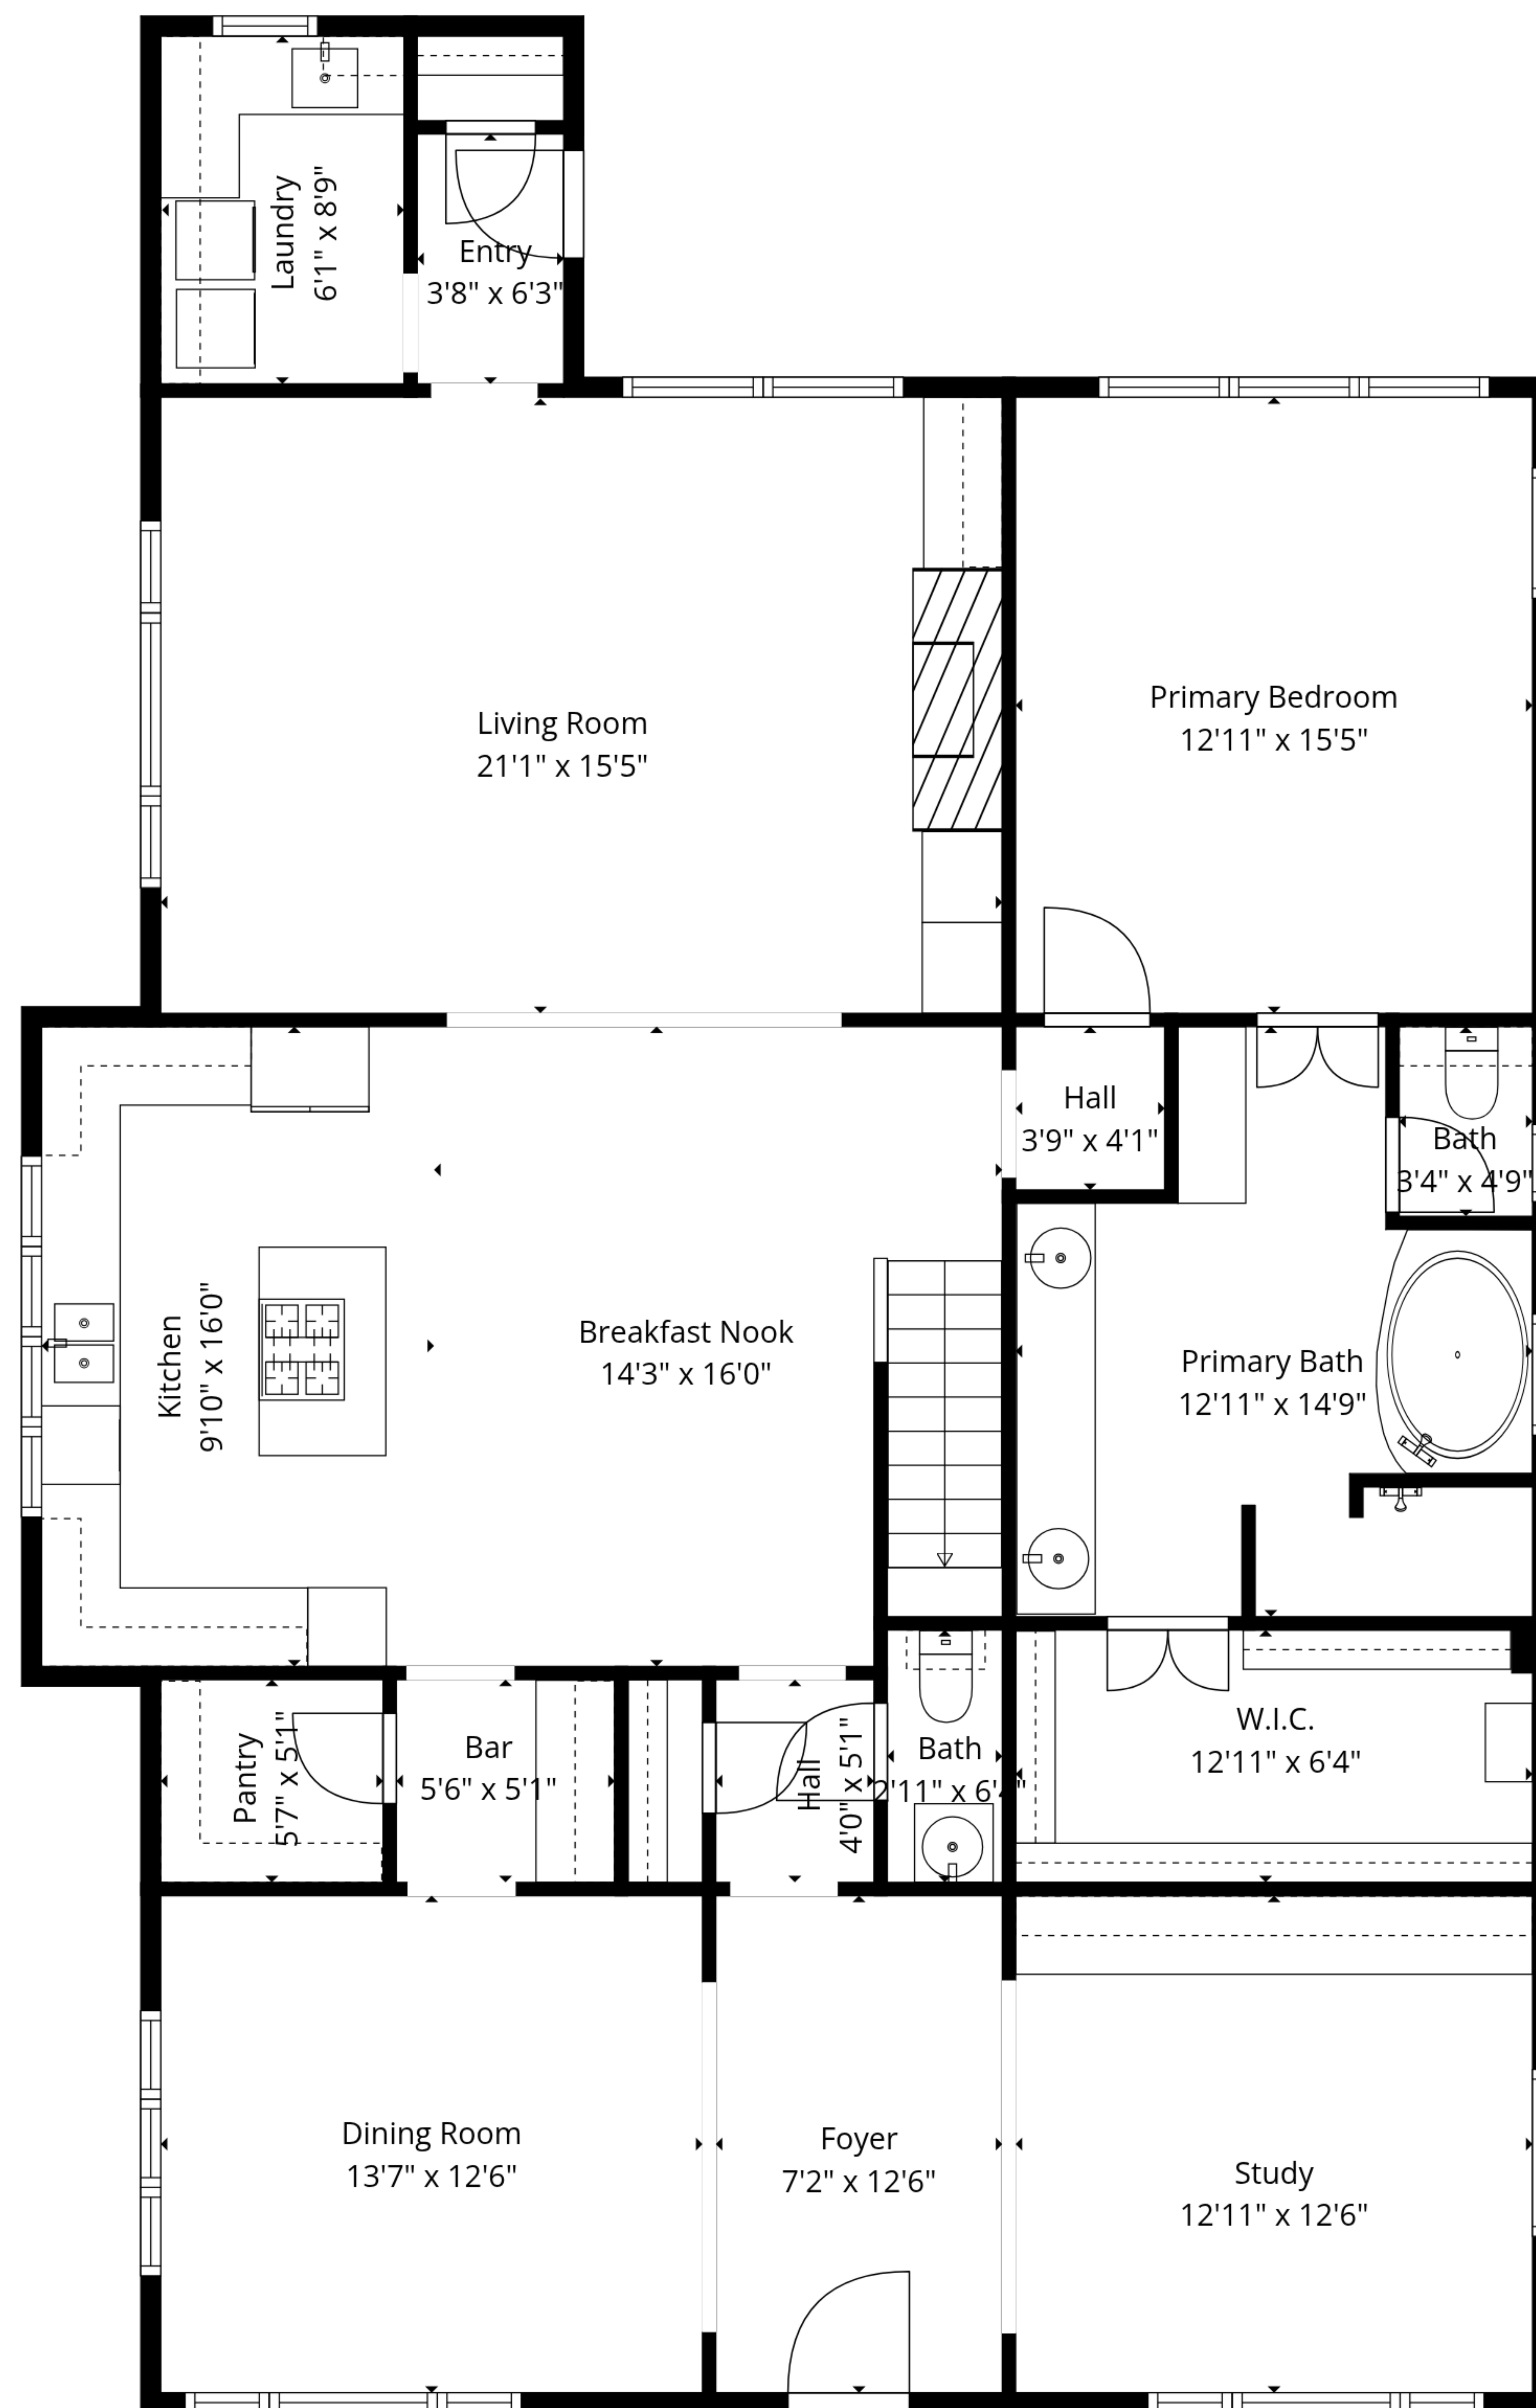 Laundry
6'1" x 8'9"
Entry
3'8" x 6'3"
Living Room
21'1" x 15'5"
Primary Bedroom
12'11" x 15'5"
Hall
3'9" x 4'1"
Bath
3'4" x 4'9"
Kitchen
9'10" x 16'0"
Breakfast Nook
14'3" x 16'0"
Primary Bath
12'11" x 14'9"
Pantry
5'7" x 5'1"
Bar
5'6" x 5'1"
Hall
4'0" x 5'1"
Bath
2'11" x 6'4"
W.I.C.
12'11" x 6'4"
Dining Room
13'7" x 12'6"
Foyer
7'2" x 12'6"
Study
12'11" x 12'6"